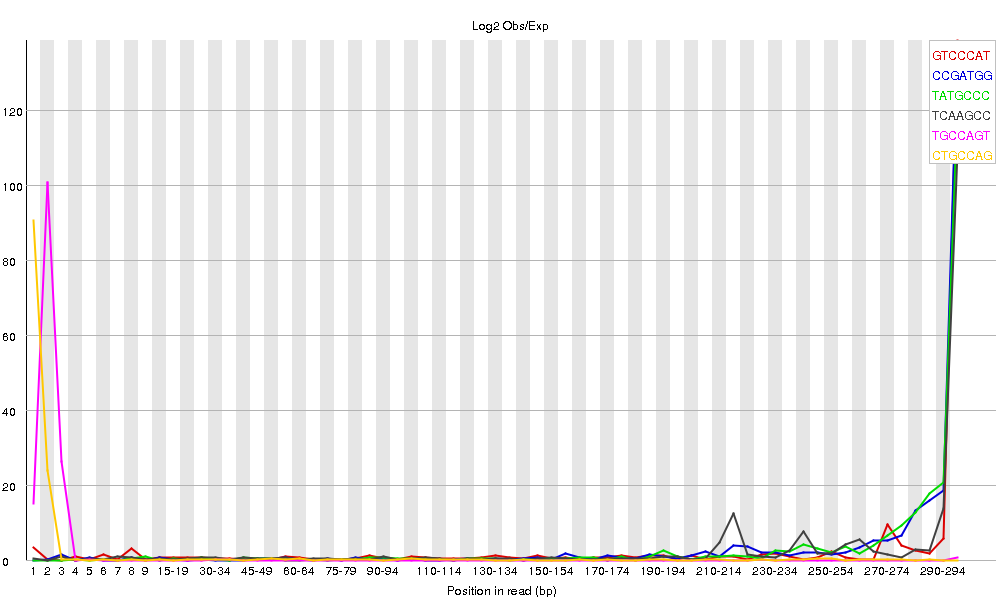 Log2 Obs/Exp
GTCCCAT
CCGATGG
TATGCCC
TCAAGCC
TGCCAGT
CTGCCAG
120
100
80
60
40
20
0
1 2 3 4 5 6 7 8 9 15-19 30-34 45-49 60-64 75-79 90-94 110-114 130-134 150-154 170-174 190-194 210-214 230-234 250-254 270-274 290-294
Position in read (bp)